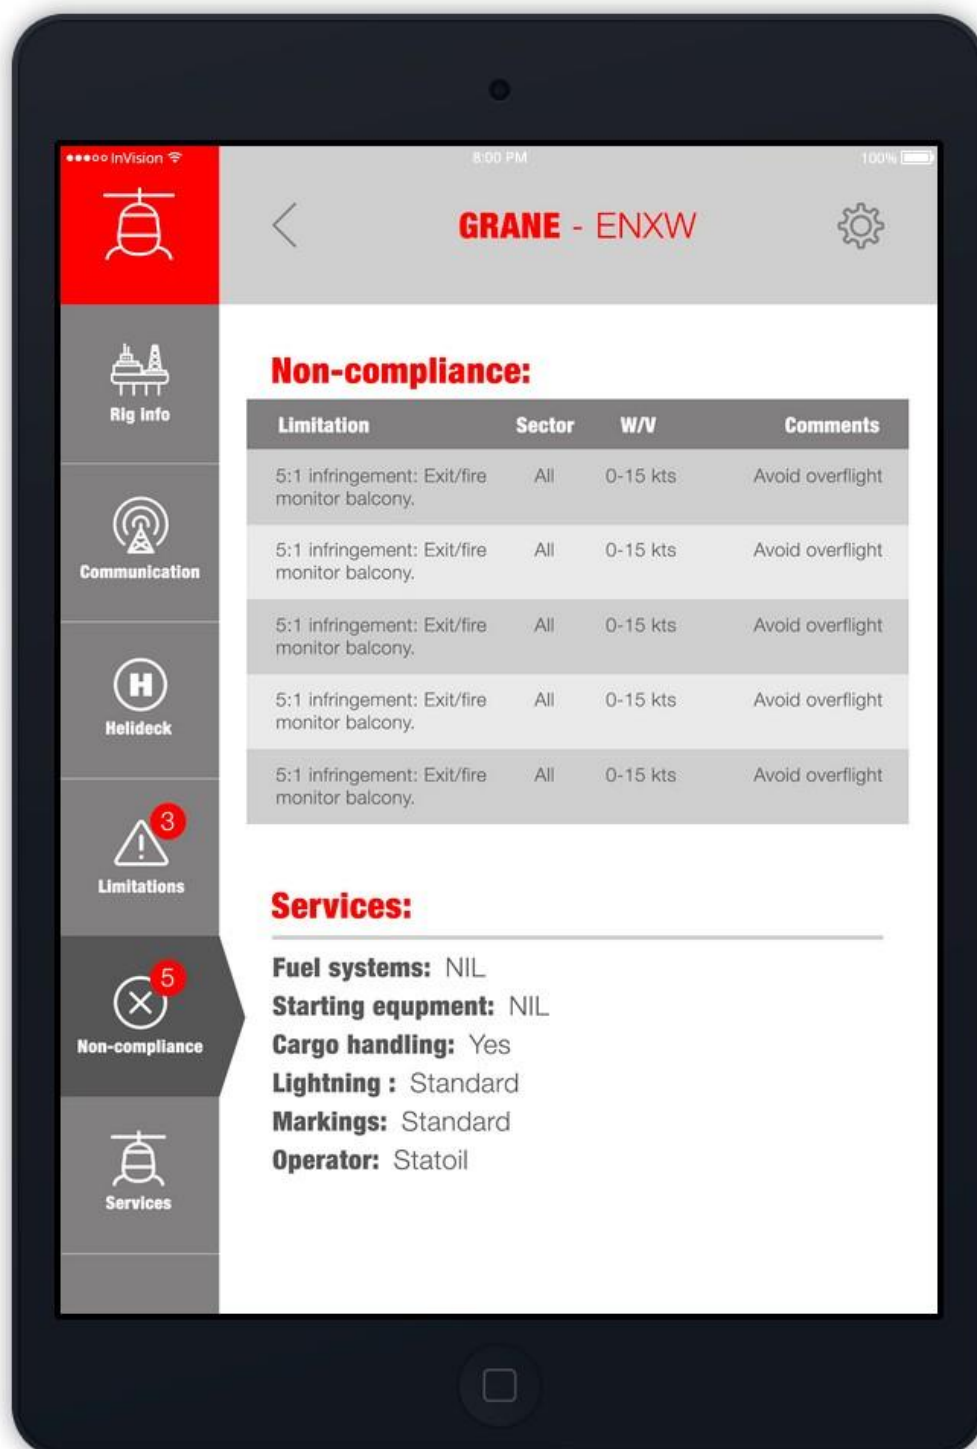 InVision
8:00 PM
100%
GRANE - ENXW
Rig Info
Communication
Helideck
3
Limitations
5
Non-compliance
Services
Non-compliance:
Limitation Sector W/V Comments
5:1 infringement: Exit/fire All 0-15 kts Avoid overflight
monitor balcony.
5:1 infringement: Exit/fire All 0-15 kts Avoid overflight
monitor balcony.
5:1 infringement: Exit/fire All 0-15 kts Avoid overflight
monitor balcony.
5:1 infringement: Exit/fire All 0-15 kts Avoid overflight
monitor balcony.
5:1 infringement: Exit/fire All 0-15 kts Avoid overflight
monitor balcony.
Services:
Fuel systems: NIL
Starting equpment: NIL
Cargo handling: Yes
Lightning : Standard
Markings: Standard
Operator: Statoil
H